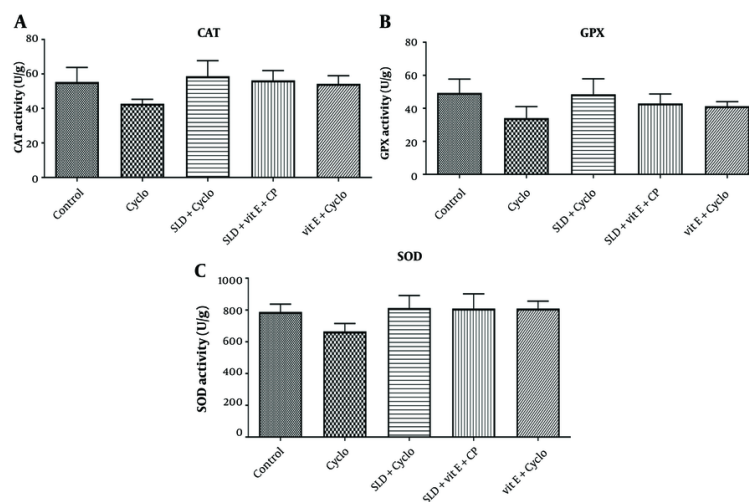 A
CAT
CAT activity (U/g)
80
60
40
20
0
Control
Cyclo
SLD + Cyclo
SLD + vit E + CP
vit E + Cyclo
B
GPX
GPX activity (U/g)
80
60
40
20
0
Control
Cyclo
SLD + Cyclo
SLD + vit E + CP
vit E + Cyclo
C
SOD
SOD activity (U/g)
1000
800
600
400
200
0
Control
Cyclo
SLD + Cyclo
SLD + vit E + CP
vit E + Cyclo